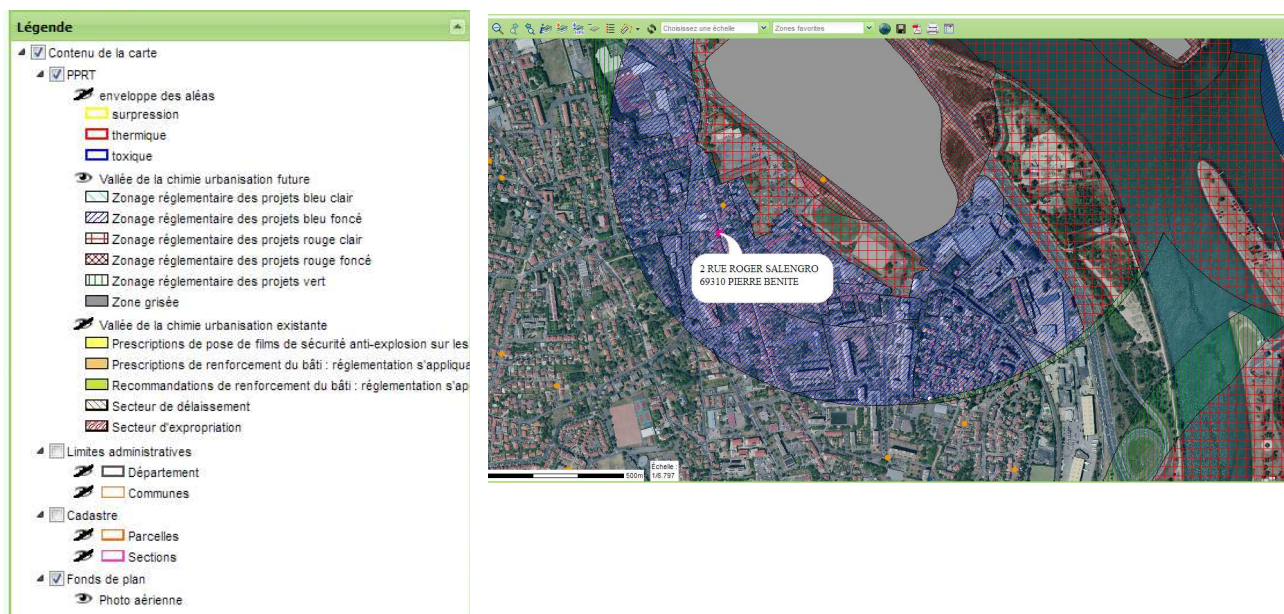 Légende
Contenu de la carte
PPRT
enveloppe des aléas
surpression
thermique
toxique
Vallée de la chimie urbanisation future
Zonage réglementaire des projets bleu clair
Zonage réglementaire des projets bleu foncé
Zonage réglementaire des projets rouge clair
Zonage réglementaire des projets rouge foncé
Zonage réglementaire des projets vert
Zone grisée
Vallée de la chimie urbanisation existante
Prescriptions de pose de films de sécurité anti-explosion sur les
Prescriptions de renforcement du bâti : réglementation s'appliqua
Recommandations de renforcement du bâti : réglementation s'ap
Secteur de délaissement
Secteur d'expropriation
Limites administratives
Département
Communes
Cadastre
Parcelles
Sections
Fonds de plan
Photo aérienne
Choisissez une échelle
Zones favorites
2 RUE ROGER SALENGRO
69310 PIERRE BENITE
500m
Échelle :
1/6.797